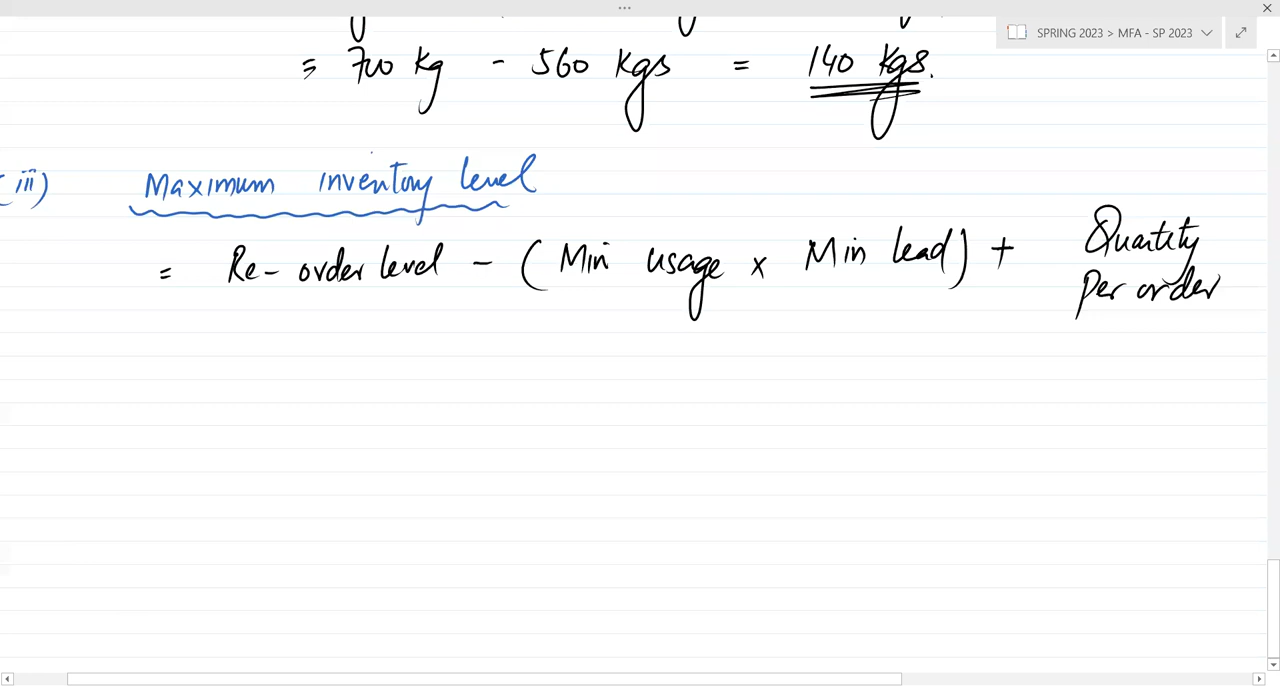 SPRING 2023 > MFA - SP 2023
= 700 kg - 560 kgs = 140 kgs.
iii) Maximum inventory level
= Re-order level - (Min usage x Min lead) + Quantity per order